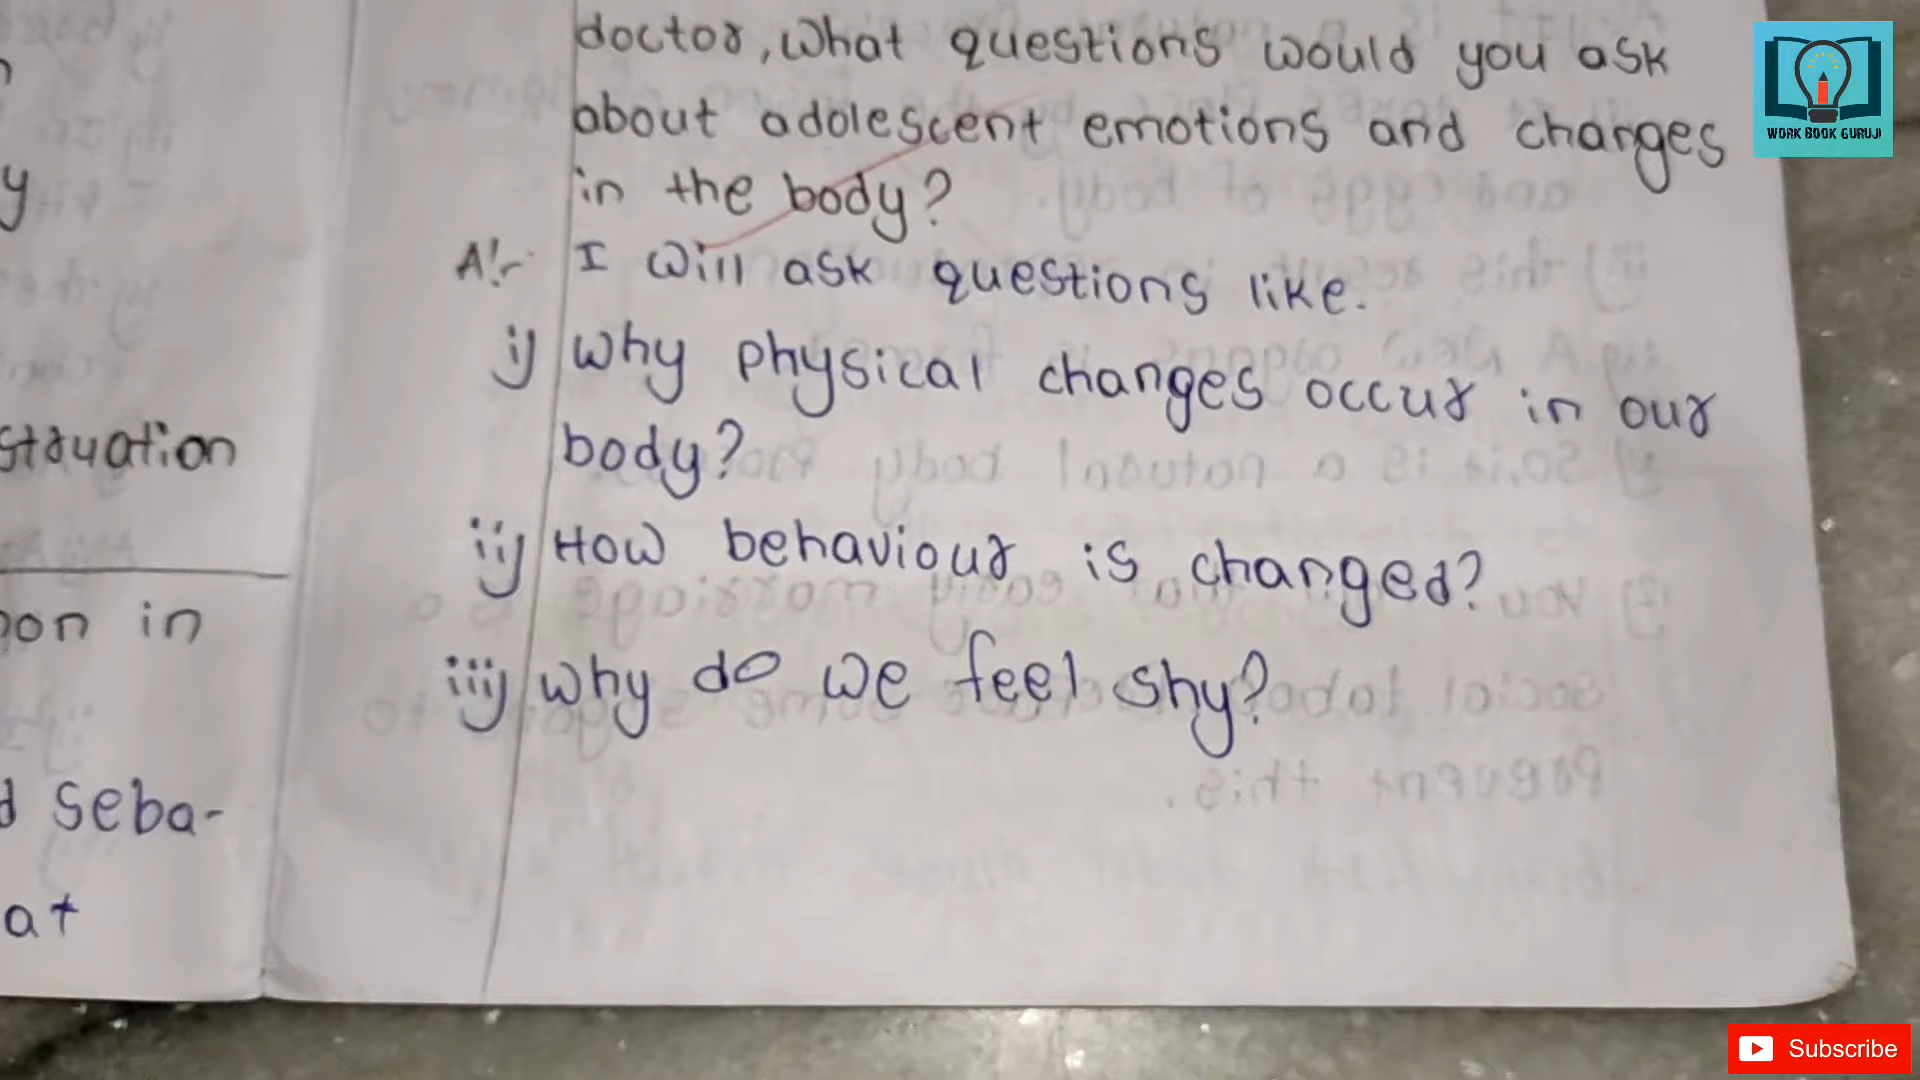 y
struation
on in
d seba-
at
doctor, what questions would you ask
about adolescent emotions and changes
in the body?
A:- I will ask questions like.
i) why physical changes occur in our
body?
ii) How behaviour is changed?
iii) why do we feel shy?
WORK BOOK GURUJI
Subscribe